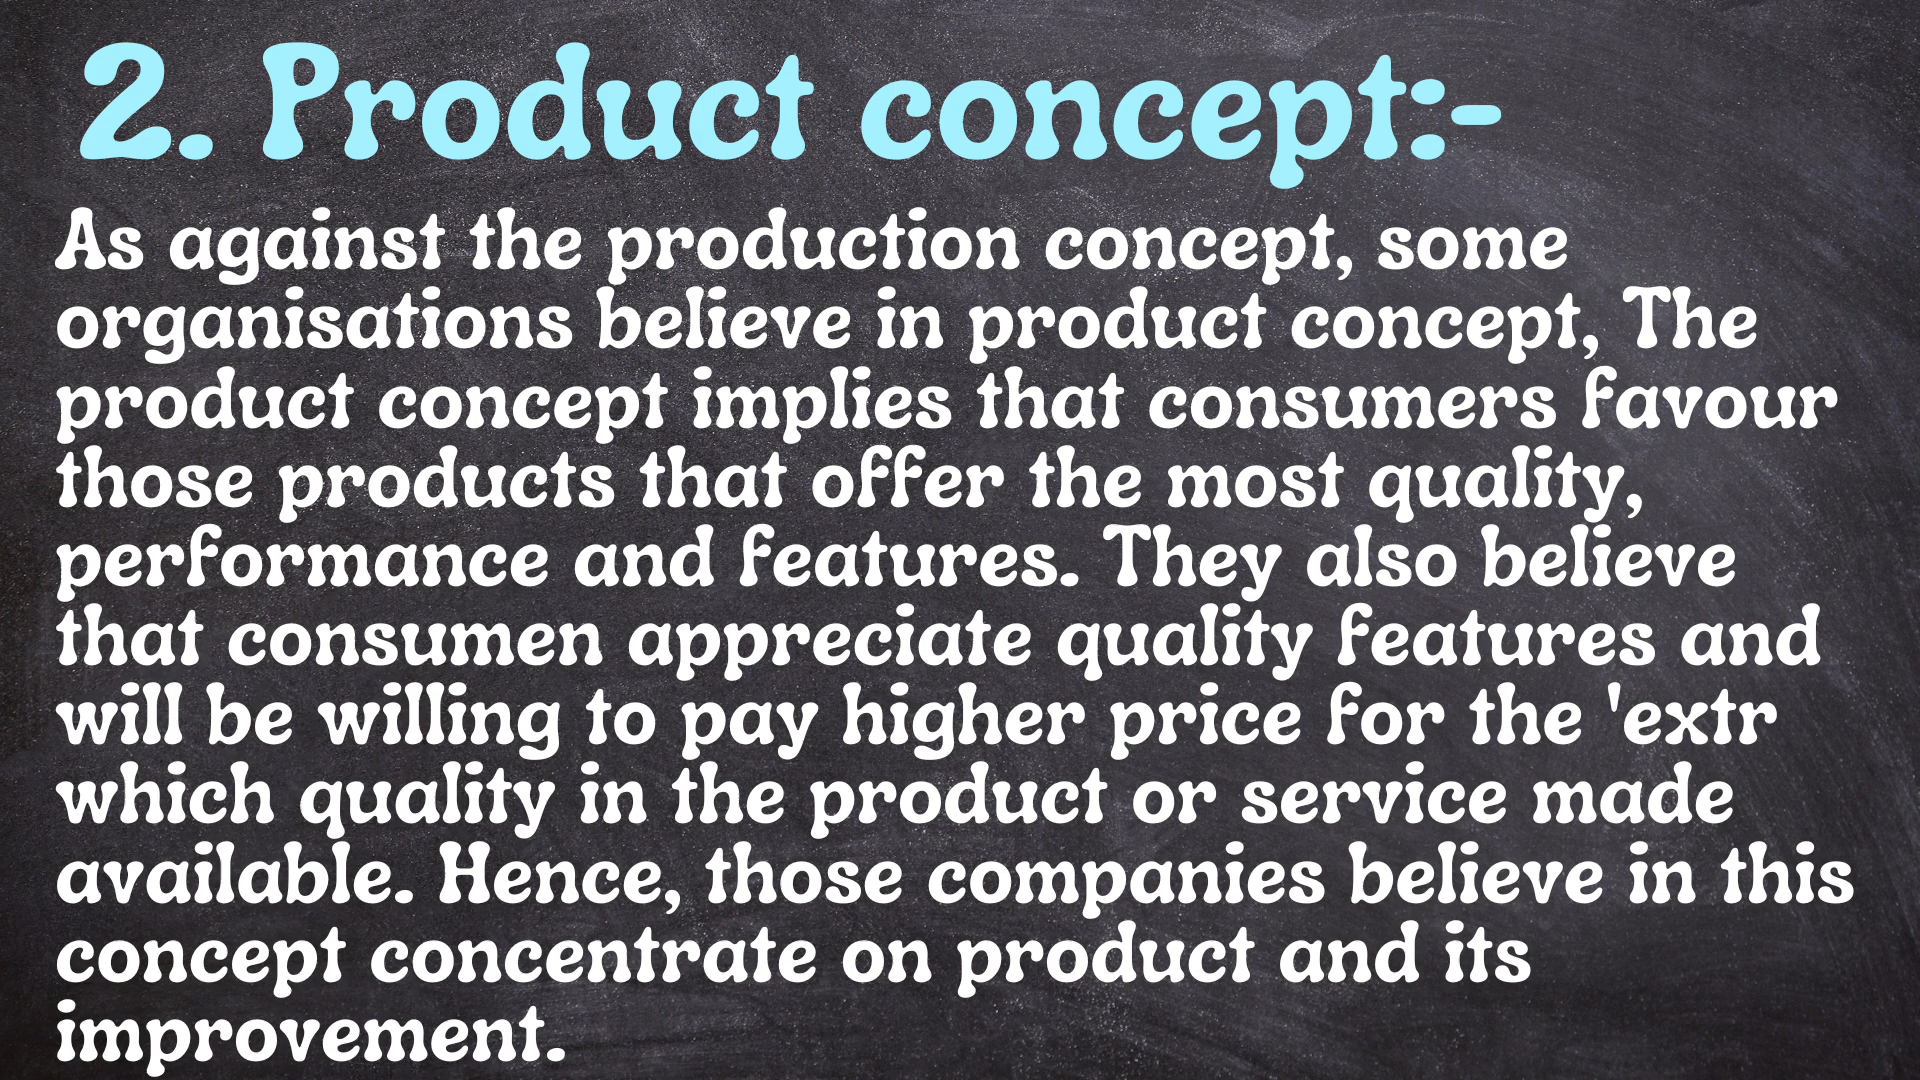 2. Product concept:-
As against the production concept, some
organisations believe in product concept, The
product concept implies that consumers favour
those products that offer the most quality,
performance and features. They also believe
that consumen appreciate quality features and
will be willing to pay higher price for the 'extr
which quality in the product or service made
available. Hence, those companies believe in this
concept concentrate on product and its
improvement.